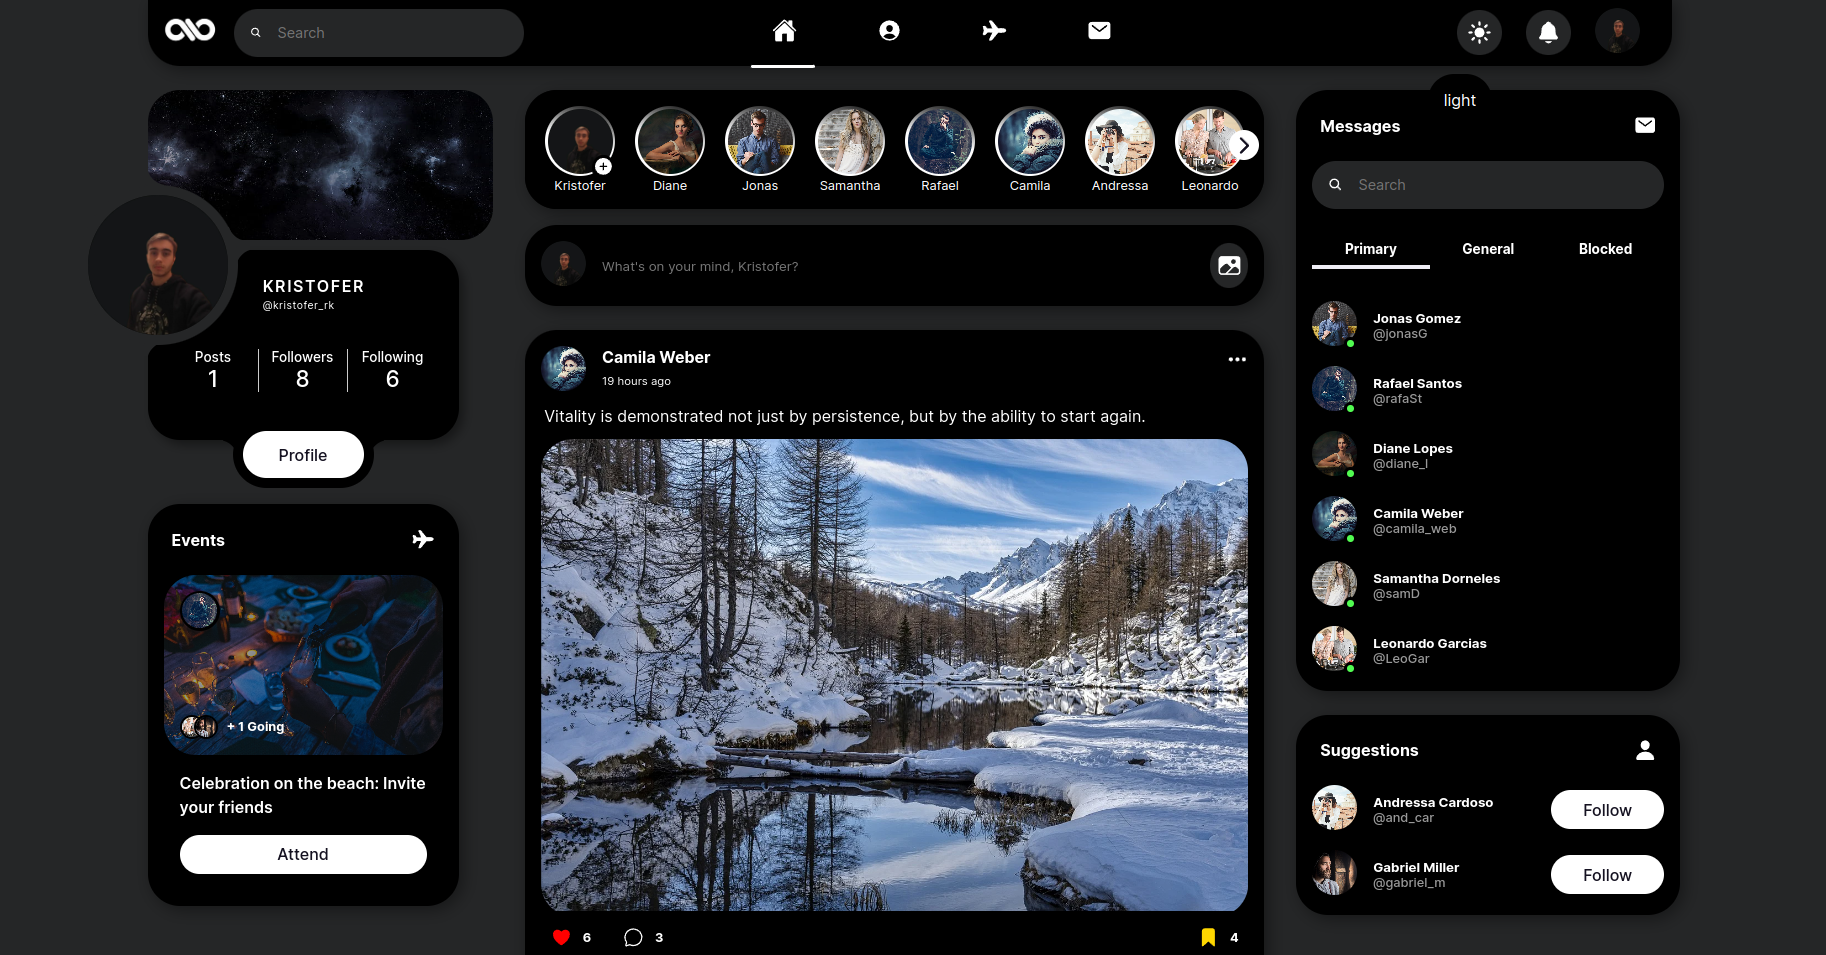 Search
light
KRISTOFER
@kristofer_rk
Posts
1
Followers
8
Following
6
Profile
Events
+ 1 Going
Celebration on the beach: Invite
your friends
Attend
Kristofer
Diane
Jonas
Samantha
Rafael
Camila
Andressa
Leonardo
What's on your mind, Kristofer?
Camila Weber
19 hours ago
Vitality is demonstrated not just by persistence, but by the ability to start again.
6
3
4
Messages
Search
Primary
General
Blocked
Jonas Gomez
@jonasG
Rafael Santos
@rafaSt
Diane Lopes
@diane_l
Camila Weber
@camila_web
Samantha Dorneles
@samD
Leonardo Garcias
@LeoGar
Suggestions
Andressa Cardoso
@and_car
Follow
Gabriel Miller
@gabriel_m
Follow